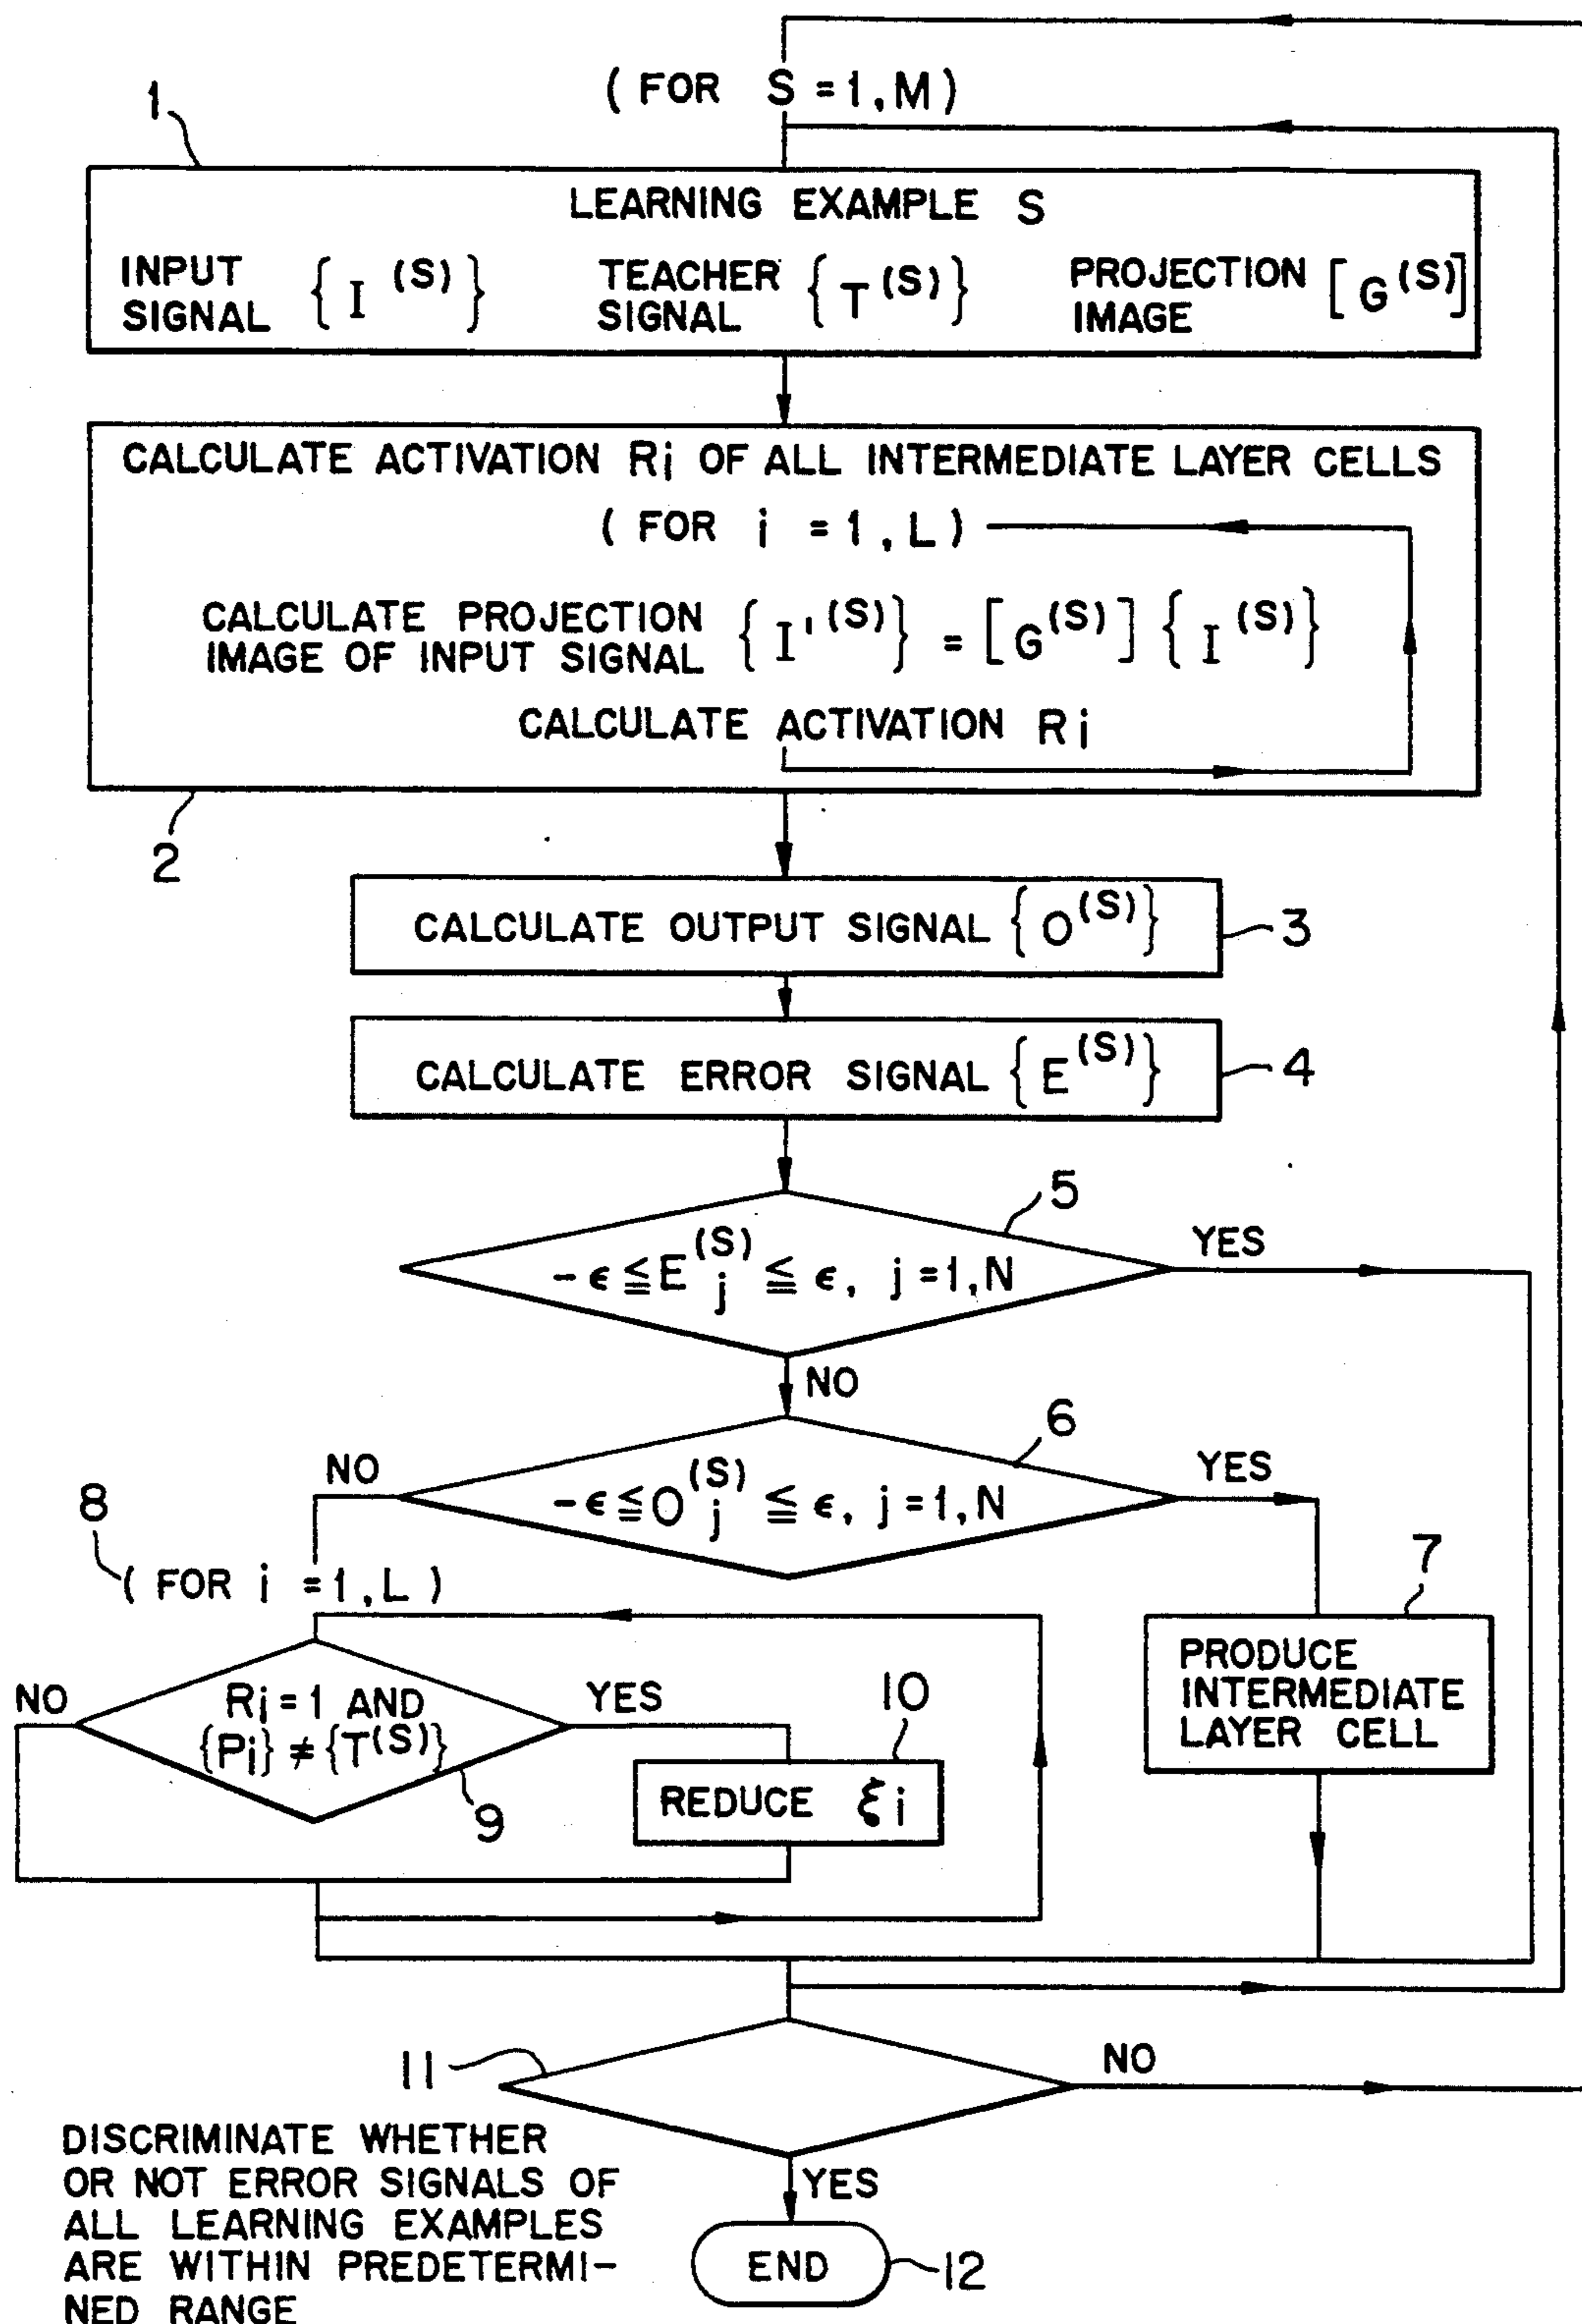 ( FOR S = 1, M )
1
LEARNING EXAMPLE S
INPUT SIGNAL { I (S) } TEACHER SIGNAL { T (S) } PROJECTION IMAGE [ G (S) ]
CALCULATE ACTIVATION Ri OF ALL INTERMEDIATE LAYER CELLS
( FOR i = 1, L )
CALCULATE PROJECTION
IMAGE OF INPUT SIGNAL { I' (S) } = [ G (S) ] { I (S) }
CALCULATE ACTIVATION Ri
2
CALCULATE OUTPUT SIGNAL { O (S) }
3
CALCULATE ERROR SIGNAL { E (S) }
4
5
-ϵ ≦ E (S) j ≦ ϵ, j = 1, N
YES
NO
6
-ϵ ≦ O (S) j ≦ ϵ, j = 1, N
NO
YES
8
( FOR i = 1, L )
7
PRODUCE
INTERMEDIATE
LAYER CELL
NO
Ri = 1 AND
{Pi} ≠ {T(S)}
YES
9
10
REDUCE ξi
11
NO
DISCRIMINATE WHETHER
OR NOT ERROR SIGNALS OF
ALL LEARNING EXAMPLES
ARE WITHIN PREDETERMI-
NED RANGE
YES
END
12